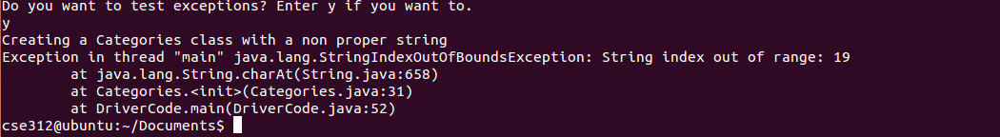 Do you want to test exceptions? Enter y if you want to.
y
Creating a Categories class with a non proper string
Exception in thread "main" java.lang.StringIndexOutOfBoundsException: String index out of range: 19
        at java.lang.String.charAt(String.java:658)
        at Categories.<init>(Categories.java:31)
        at DriverCode.main(DriverCode.java:52)
cse312@ubuntu:~/Documents$